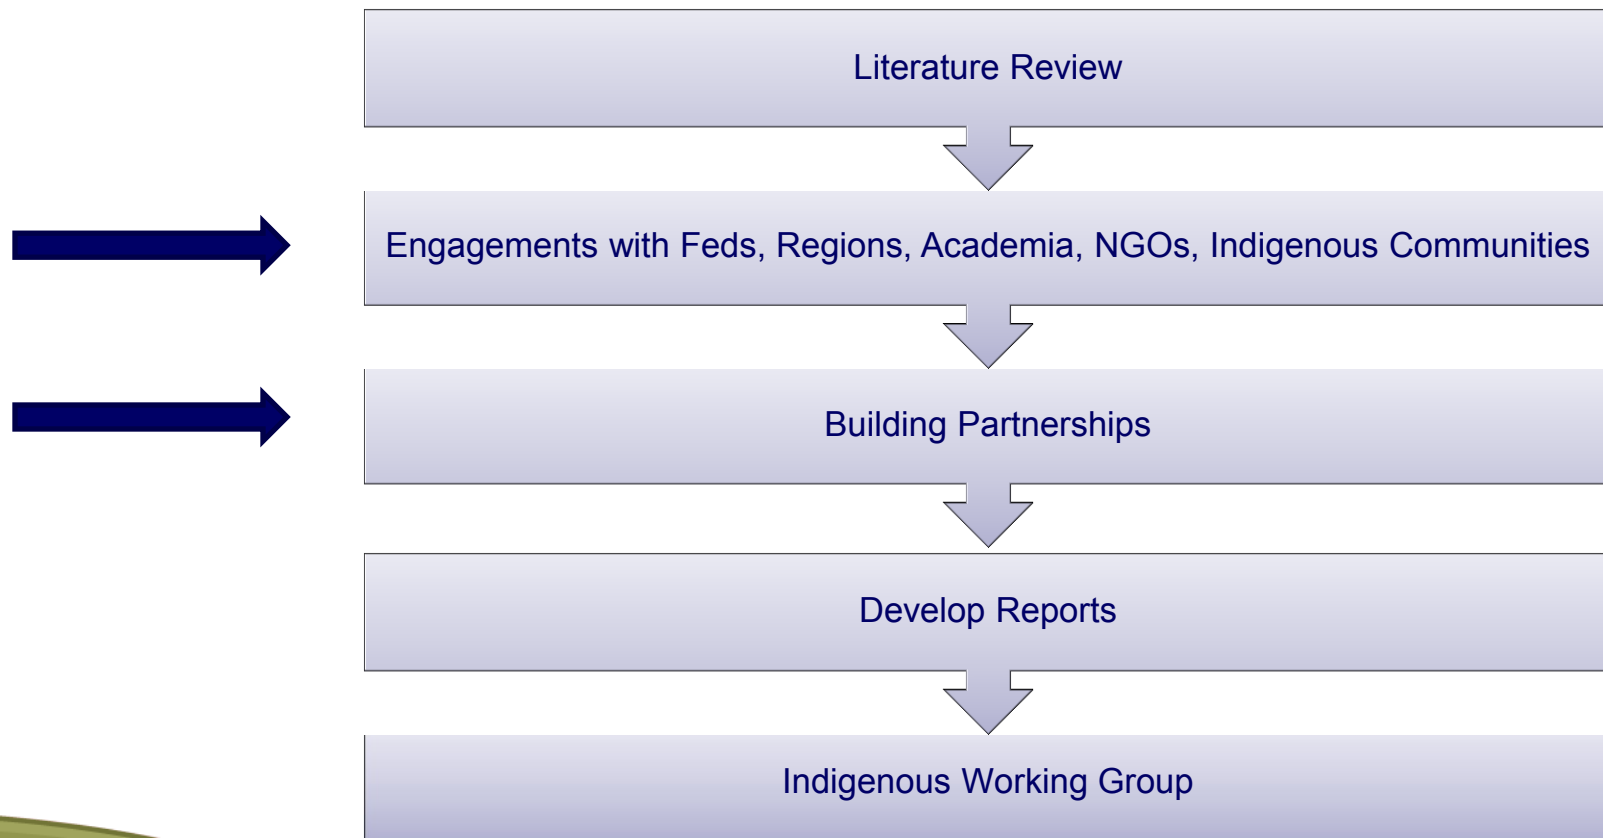 Literature Review
Engagements with Feds, Regions, Academia, NGOs, Indigenous Communities
Building Partnerships
Develop Reports
Indigenous Working Group